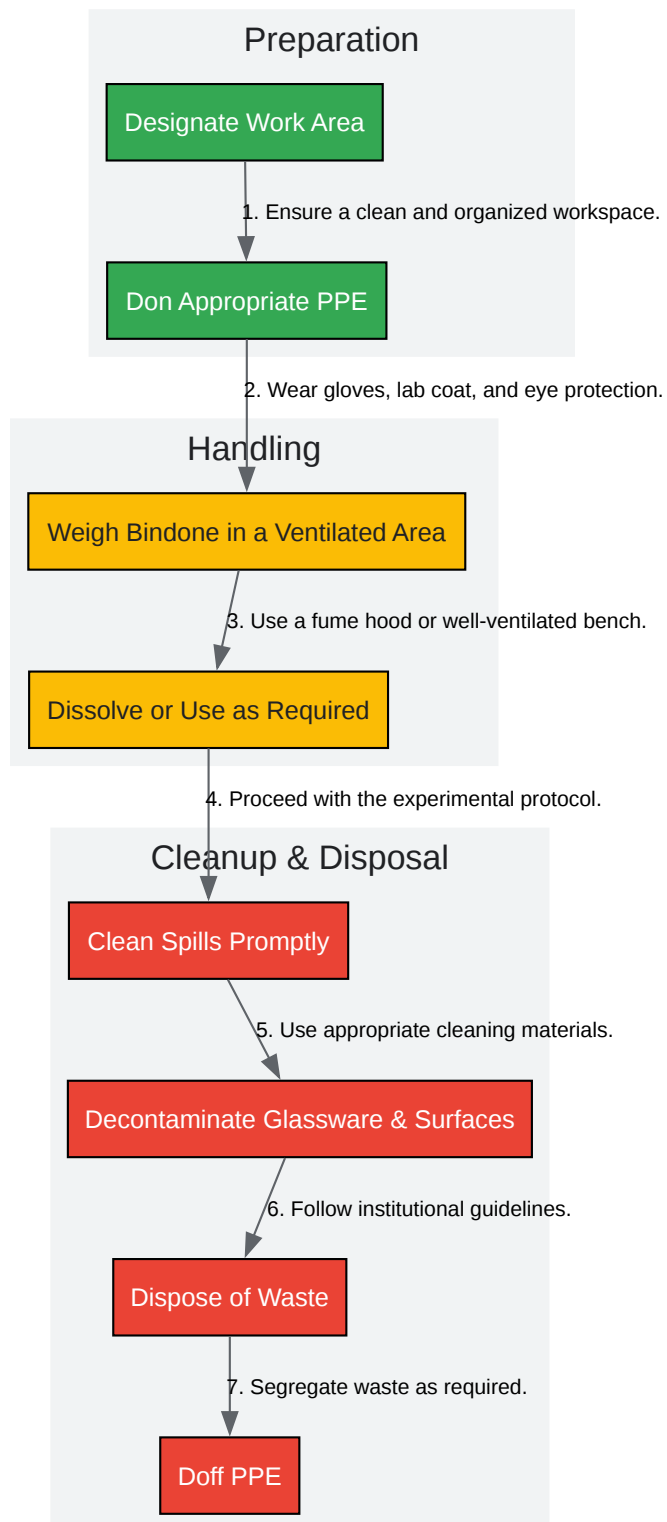 Preparation
Designate Work Area
1. Ensure a clean and organized workspace.
Don Appropriate PPE
2. Wear gloves, lab coat, and eye protection.
Handling
Weigh Bindone in a Ventilated Area
3. Use a fume hood or well-ventilated bench.
Dissolve or Use as Required
4. Proceed with the experimental protocol.
Cleanup & Disposal
Clean Spills Promptly
5. Use appropriate cleaning materials.
Decontaminate Glassware & Surfaces
6. Follow institutional guidelines.
Dispose of Waste
7. Segregate waste as required.
Doff PPE